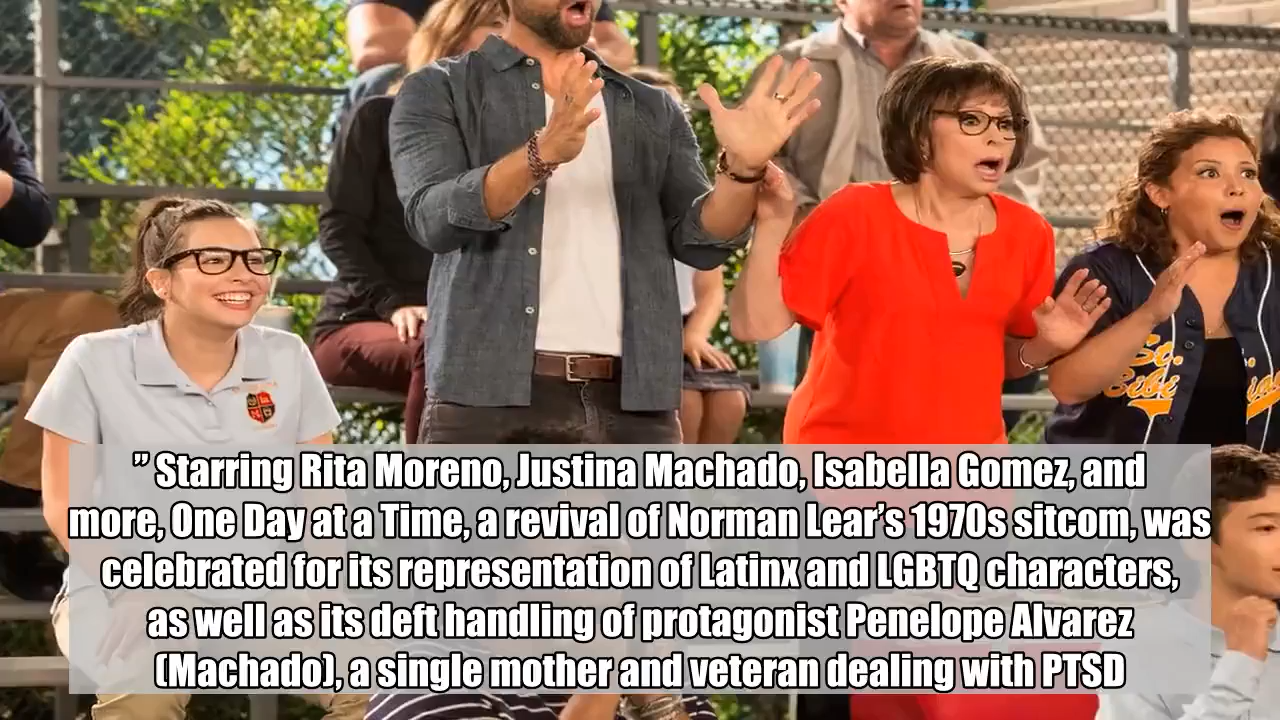 ” Starring Rita Moreno, Justina Machado, Isabella Gomez, and
more, One Day at a Time, a revival of Norman Lear’s 1970s sitcom, was
celebrated for its representation of Latinx and LGBTQ characters,
as well as its deft handling of protagonist Penelope Alvarez
(Machado), a single mother and veteran dealing with PTSD
St.